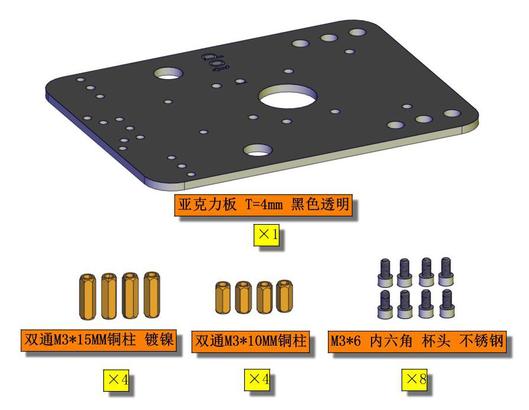 top
亚克力板 T=4mm 黑色透明
×1
双通M3*15MM铜柱 镀镍
双通M3*10MM铜柱
M3*6 内六角 杯头 不锈钢
×4
×4
×8